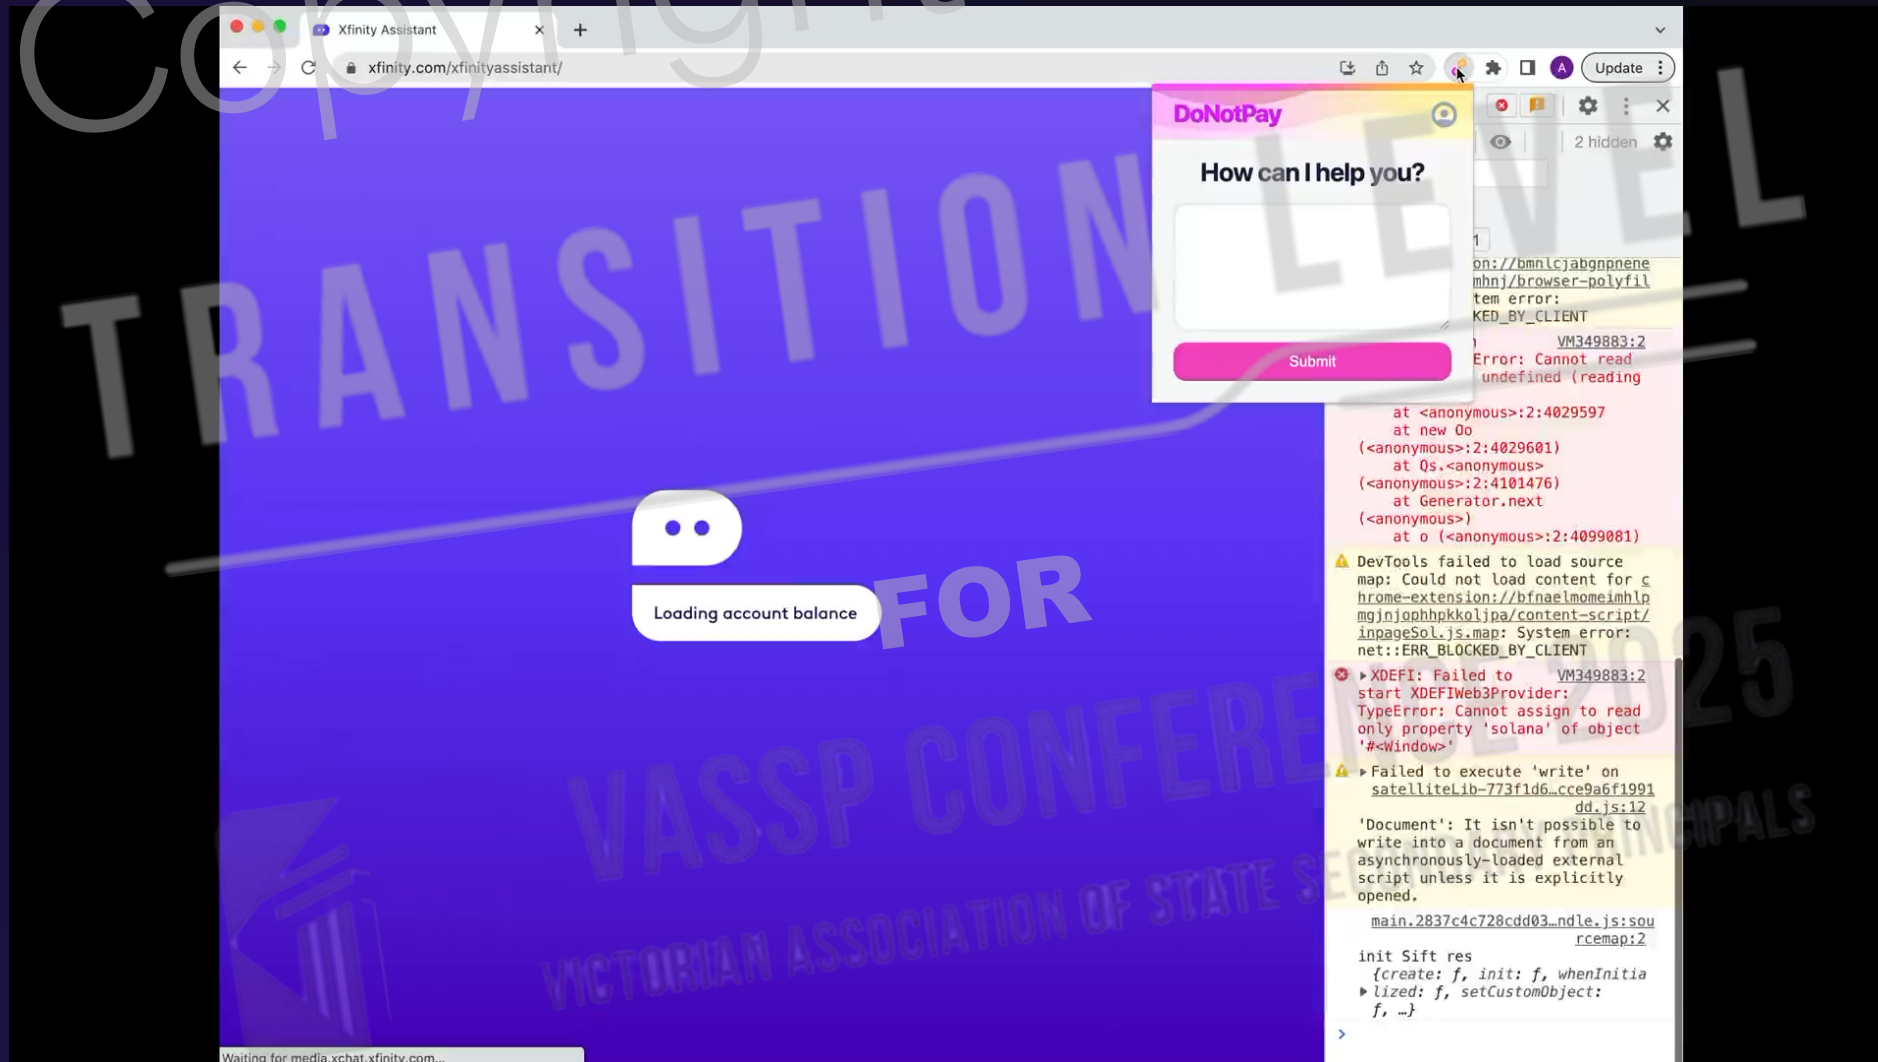 Copyright
Xfinity Assistant
xfinity.com/xfinityassistant/
A
Update
DoNotPay
How can I help you?
Submit
2 hidden
1
on://bmnlcjabgnpnene
mhnj/browser-polyfil
tem error:
KED_BY_CLIENT
VM349883:2
Error: Cannot read
undefined (reading
at <anonymous>:2:4029597
at new Oo
(<anonymous>:2:4029601)
at Qs.<anonymous>
(<anonymous>:2:4101476)
at Generator.next
(<anonymous>)
at o (<anonymous>:2:4099081)
DevTools failed to load source
map: Could not load content for c
hrome-extension://bfnaelmomeimhlp
mgjnjophhpkkoljpa/content-script/
inpageSol.js.map: System error:
net::ERR_BLOCKED_BY_CLIENT
XDEFI: Failed to VM349883:2
start XDEFIWeb3Provider:
TypeError: Cannot assign to read
only property 'solana' of object
'#<Window>'
Failed to execute 'write' on
satelliteLib-773f1d6…cce9a6f1991
dd.js:12
'Document': It isn't possible to
write into a document from an
asynchronously-loaded external
script unless it is explicitly
opened.
main.2837c4c728cdd03…ndle.js:sou
rcemap:2
init Sift res
{create: ƒ, init: ƒ, whenInitia
lized: ƒ, setCustomObject:
ƒ, …}
Loading account balance
Waiting for media.xchat.xfinity.com...
TRANSITION LEVEL
FOR
VASSP CONFERENCE 2025
VICTORIAN ASSOCIATION OF STATE SECONDARY PRINCIPALS